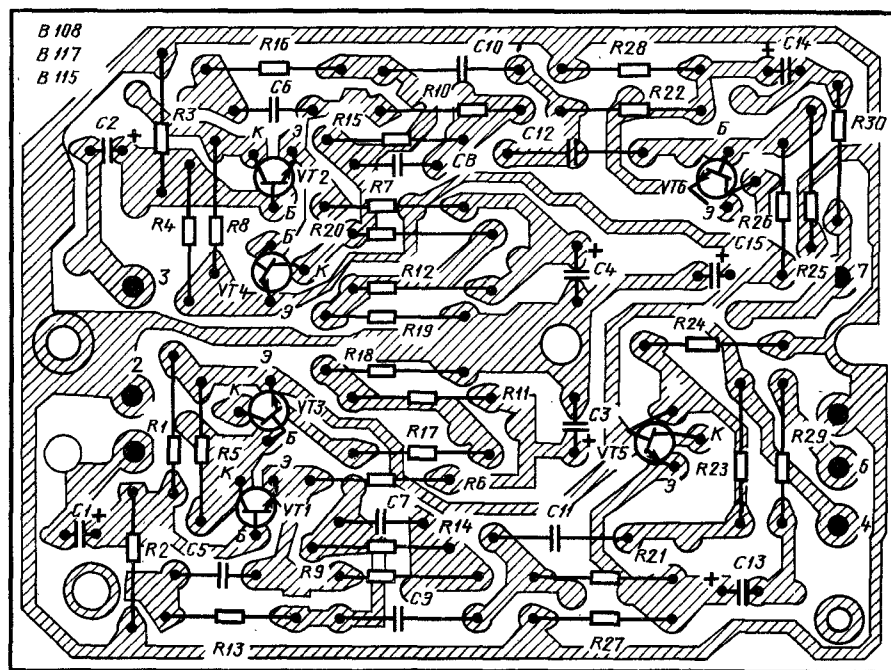 В 108
В 117
В 115
R16
C10
R28
C14
C6
R10
R22
C2
R3
R15
R30
К
Э
C12
Б
C8
VT2
VT6
R7
R4
R8
Б
R20
Э
R26
Б
C15
К
C4
R25
3
VT4
R12
7
Э
R19
R24
2
Э
R18
К
VT3
R11
C3
R1
R5
Б
R17
VT5
К
R29
К
Э
R6
Э
R23
6
C1
VT1
C7
C11
4
R2
C5
Б
R14
R9
R21
C13
C9
R13
R27